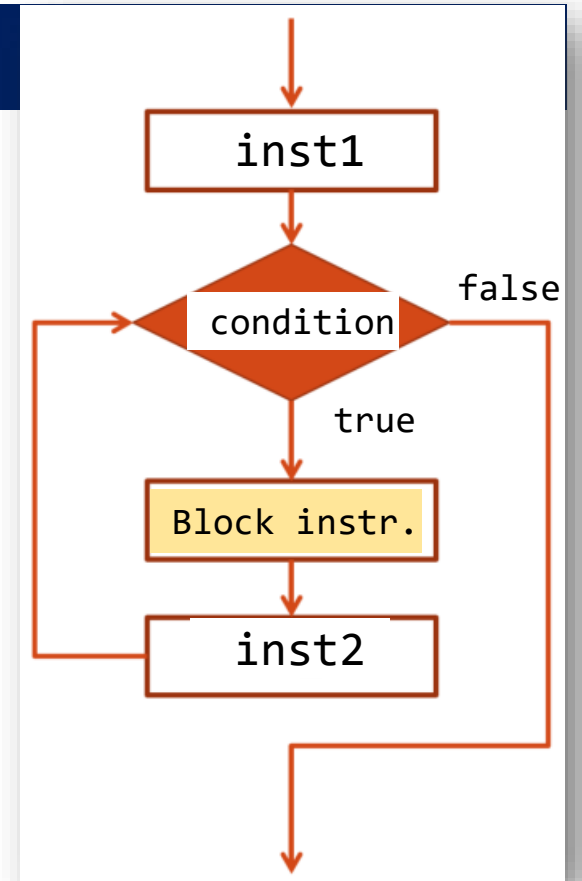 inst1
false
condition
true
Block instr.
inst2